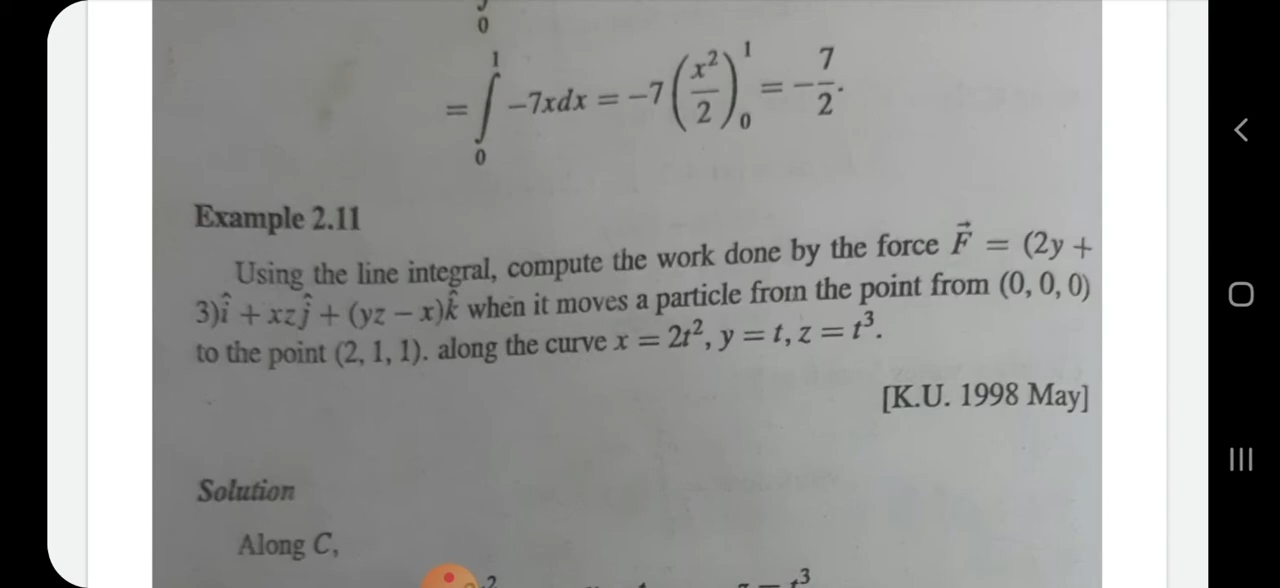 0
= ∫₀¹ –7xdx = –7 (x²/2)₀¹ = –7/2.
Example 2.11
Using the line integral, compute the work done by the force F⃗ = (2y +
3)î + xzĵ + (yz – x)k̂ when it moves a particle from the point from (0, 0, 0)
to the point (2, 1, 1). along the curve x = 2t², y = t, z = t³.
[K.U. 1998 May]
Solution
Along C,